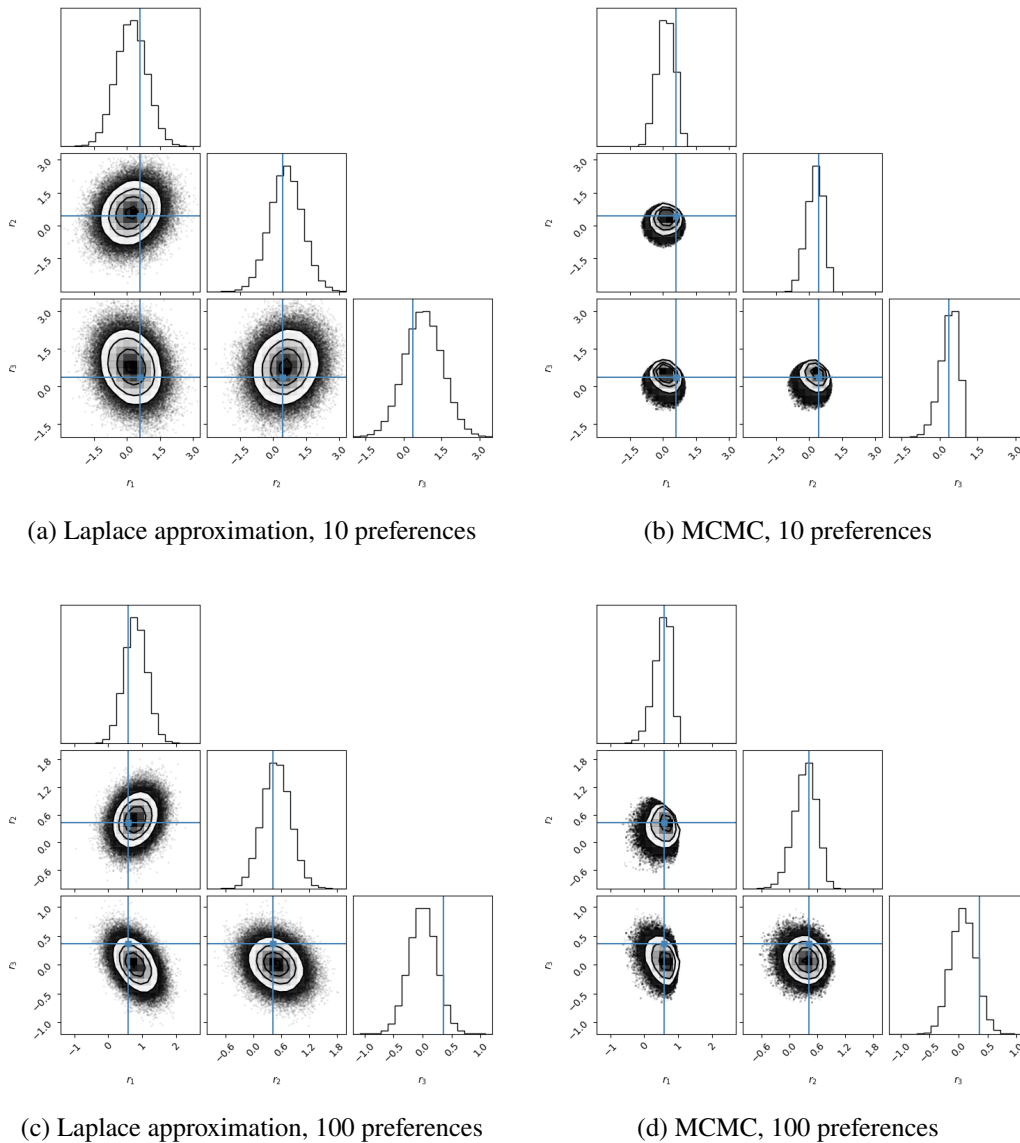 r2
3.0
1.5
0.0
−1.5
r3
3.0
1.5
0.0
−1.5
−1.5 0.0 1.5 3.0
r1
−1.5 0.0 1.5 3.0
r2
−1.5 0.0 1.5 3.0
r3
(a) Laplace approximation, 10 preferences
r2
3.0
1.5
0.0
−1.5
r3
3.0
1.5
0.0
−1.5
−1.5 0.0 1.5 3.0
r1
−1.5 0.0 1.5 3.0
r2
−1.5 0.0 1.5 3.0
r3
(b) MCMC, 10 preferences
r2
1.8
1.2
0.6
0.0
−0.6
r3
1.0
0.5
0.0
−0.5
−1.0
−1 0 1 2
r1
−0.6 0.0 0.6 1.2 1.8
r2
−1.0 −0.5 0.0 0.5 1.0
r3
(c) Laplace approximation, 100 preferences
r2
1.8
1.2
0.6
0.0
−0.6
r3
1.0
0.5
0.0
−0.5
−1.0
−1 0 1 2
r1
−0.6 0.0 0.6 1.2 1.8
r2
−1.0 −0.5 0.0 0.5 1.0
r3
(d) MCMC, 100 preferences